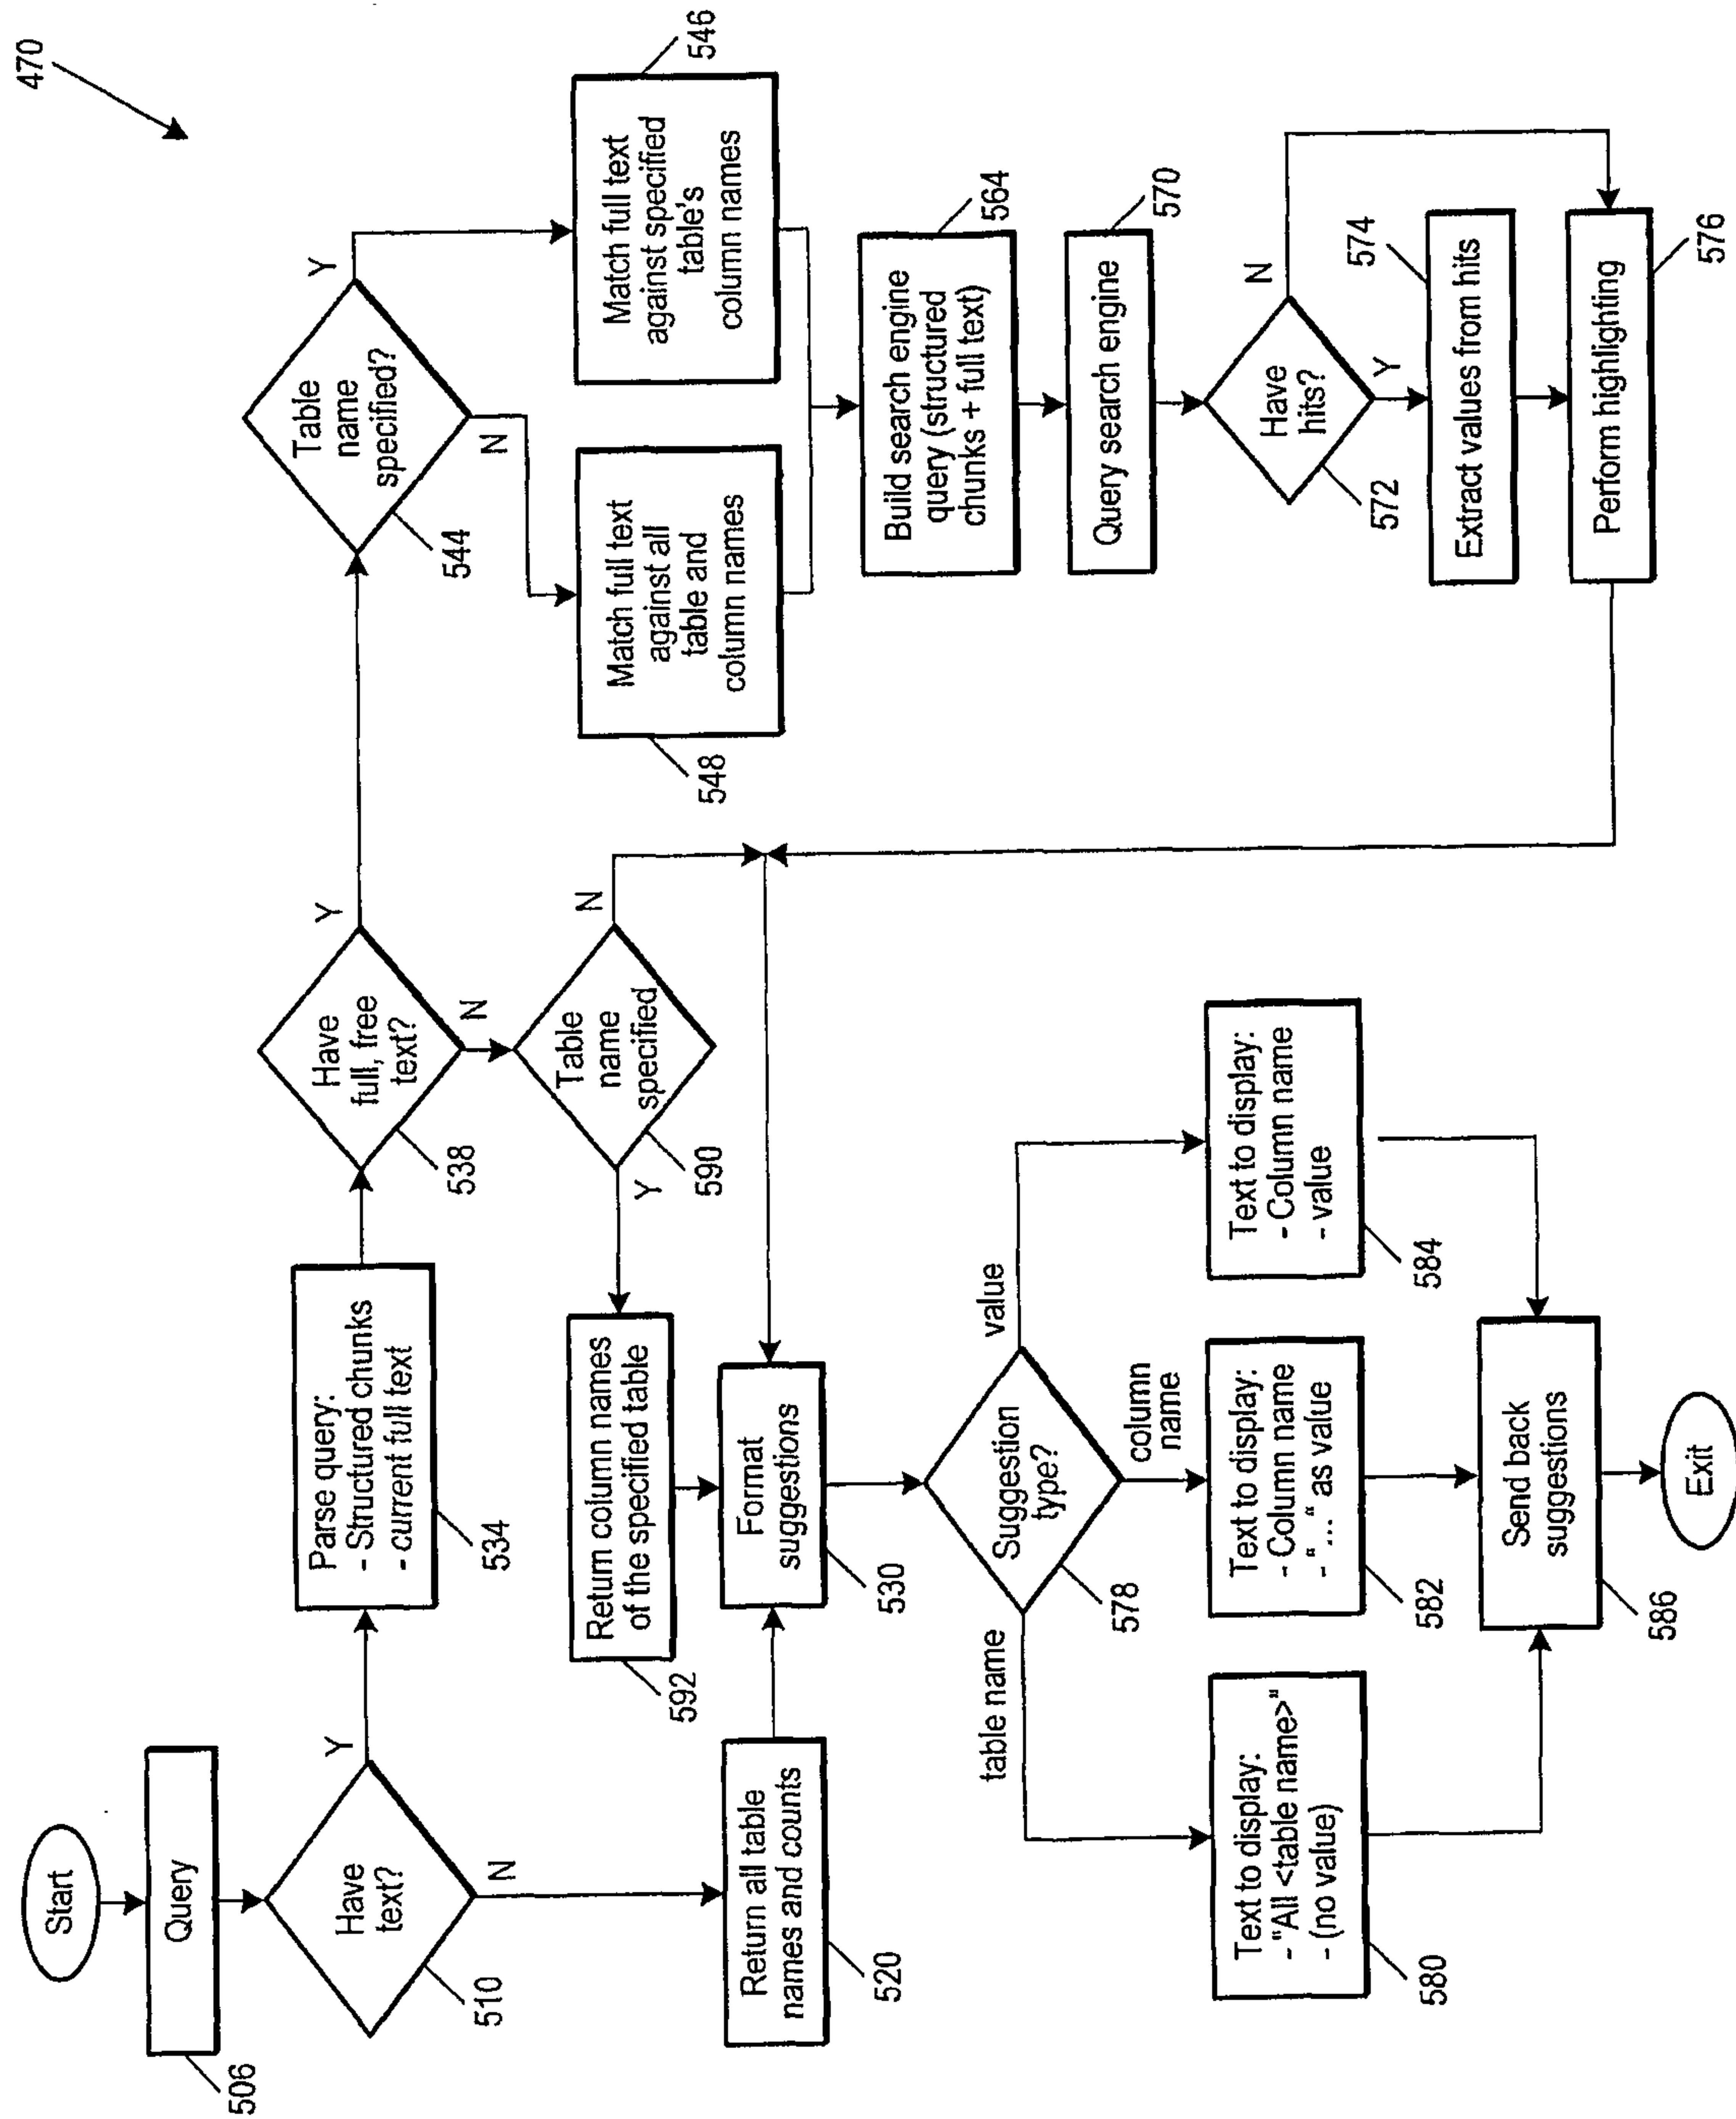 470
Start
Query
506
Have
text?
510
Y
N
Parse query:
- Structured chunks
- current full text
534
Have
full, free
text?
538
Y
N
Table
name
specified?
544
Y
N
Match full text
against specified
table's
column names
546
Match full text
against all
table and
column names
548
Build search engine
query (structured
chunks + full text)
564
Query search engine
570
Have
hits?
572
N
Y
Extract values from hits
574
Perform highlighting
576
Table
name
specified
590
Y
N
Return column names
of the specified table
592
Return all table
names and counts
520
Format
suggestions
530
Suggestion
type?
578
table name
column
name
value
Text to display:
- "All <table name>"
- (no value)
580
Text to display:
- Column name
- “ ... “ as value
582
Text to display:
- Column name
- value
584
Send back
suggestions
586
Exit